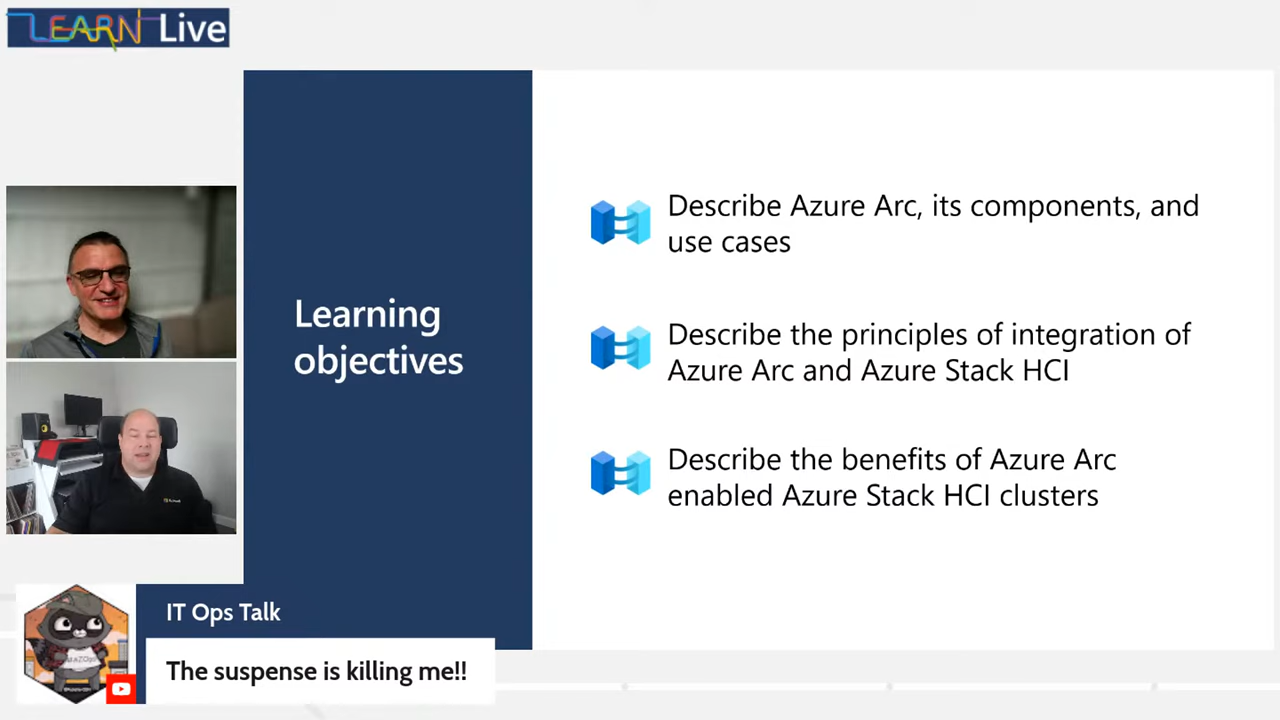 LEARN Live
Learning
objectives
Describe Azure Arc, its components, and
use cases
Describe the principles of integration of
Azure Arc and Azure Stack HCI
Describe the benefits of Azure Arc
enabled Azure Stack HCI clusters
IT Ops Talk
The suspense is killing me!!